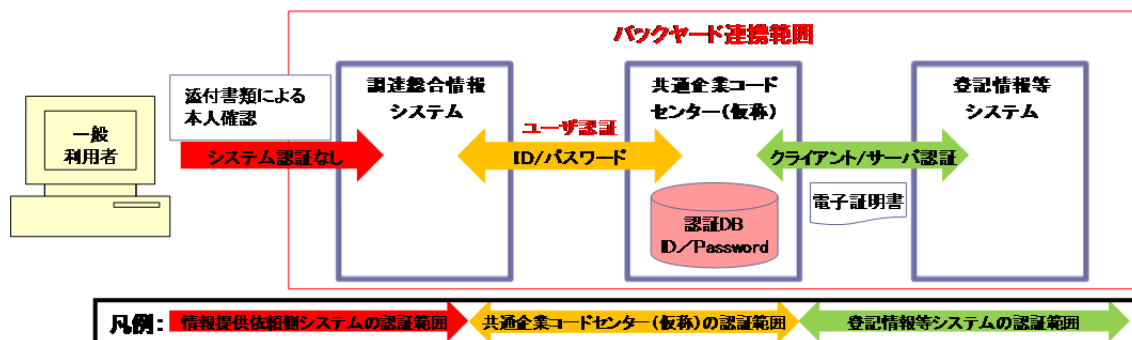 バックヤード連携範囲
添付書類による
本人確認
一般
利用者
システム認証なし
調達総合情報
システム
ユーザ認証
ID/パスワード
共通企業コード
センター(仮称)
認証DB
ID/Password
クライアント/サーバ認証
電子証明書
登記情報等
システム
凡例:
情報提供依頼側システムの認証範囲
共通企業コードセンター(仮称)の認証範囲
登記情報等システムの認証範囲